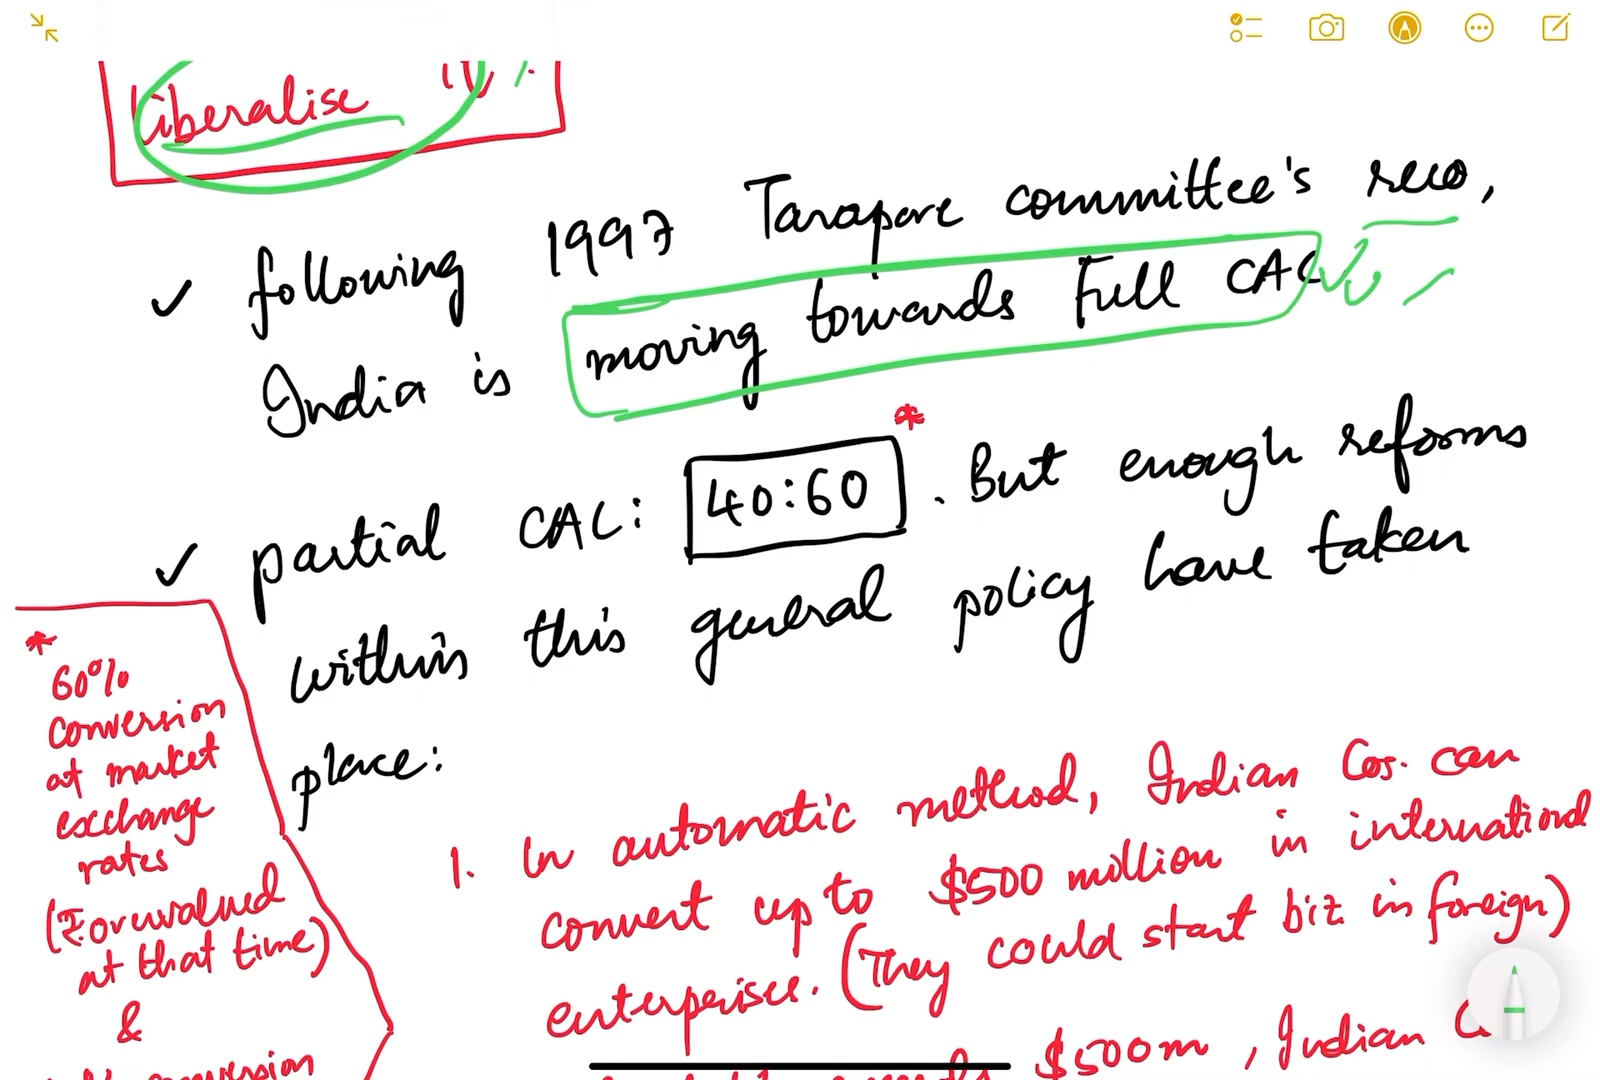 liberalise it
✓ following 1997 Tarapore committee's reco,
India is moving towards Full CAC
✓ partial CAC: 40:60 *. But enough reforms
within this general policy have taken
place:
*
60%
conversion
at market
exchange
rates
(₹ overvalued
at that time)
&
conversion
1. In automatic method, Indian Cos. can
convert up to $500 million in international
enterprises. (They could start biz in foreign)
$500m, Indian